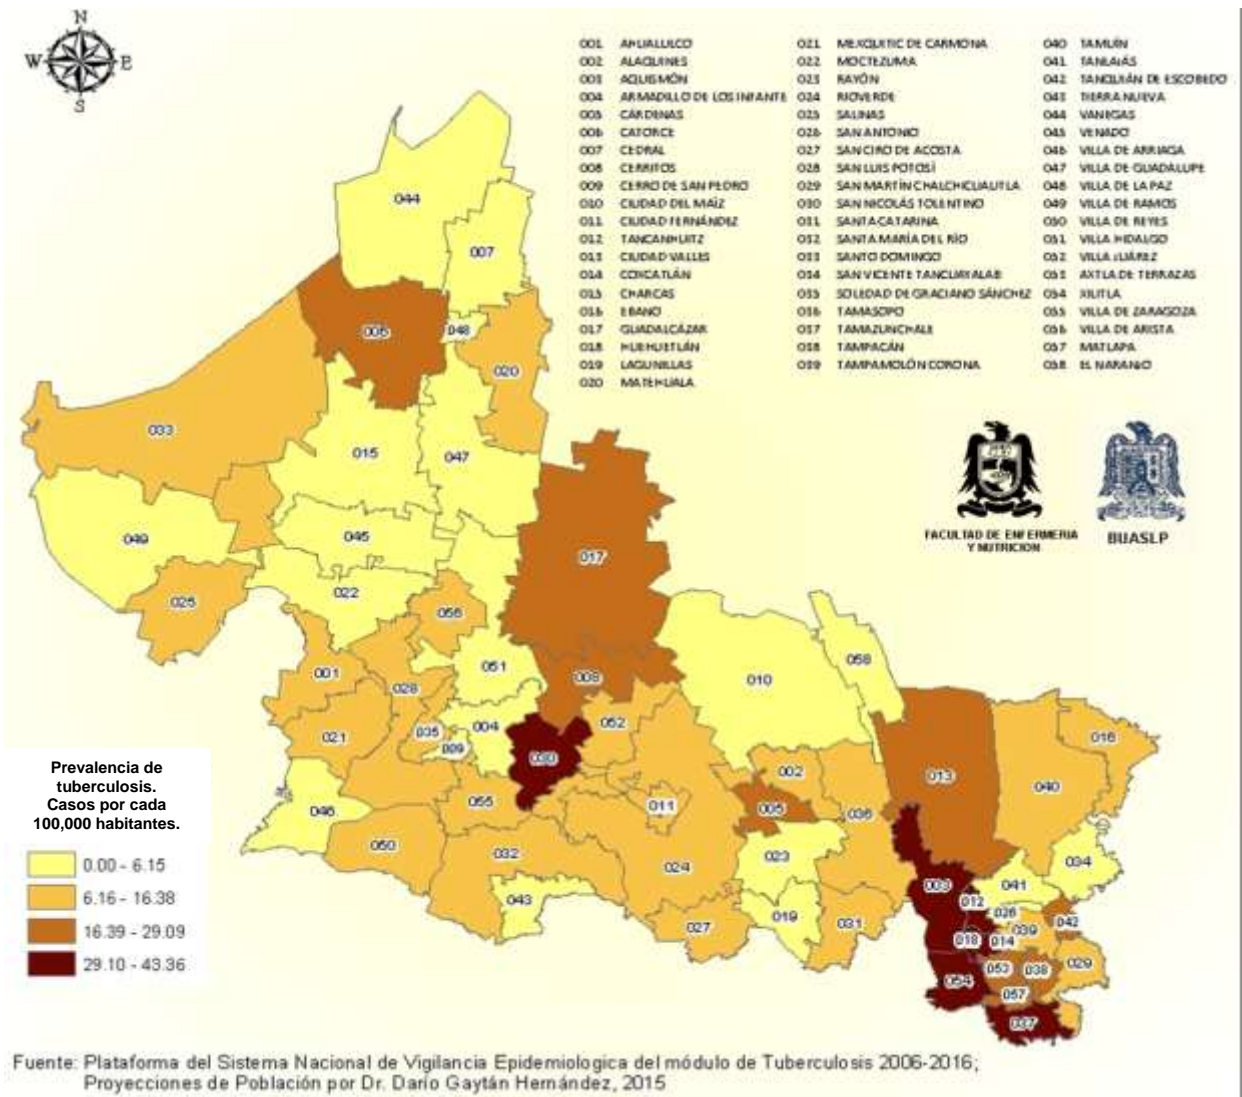 N
W E
S
001 AHUALULCO
002 ALAQUINES
003 AQUISMÓN
004 ARMADILLO DE LOS INFANTE
005 CÁRDENAS
006 CATORCE
007 CEDRAL
008 CERRITOS
009 CERRO DE SAN PEDRO
010 CIUDAD DEL MAÍZ
011 CIUDAD FERNÁNDEZ
012 TANCANHUITZ
013 CIUDAD VALLES
014 COXCATLÁN
015 CHARCAS
016 EBANO
017 GUADALCÁZAR
018 HUEHUETLÁN
019 LAGUNILLAS
020 MATEHUALA
021 MEXQUITIC DE CARMONA
022 MOCTEZUMA
023 RAYÓN
024 RIOVERDE
025 SALINAS
026 SAN ANTONIO
027 SAN CIRO DE ACOSTA
028 SAN LUIS POTOSÍ
029 SAN MARTÍN CHALCHICUAUTLA
030 SAN NICOLÁS TOLENTINO
031 SANTA CATARINA
032 SANTA MARÍA DEL RÍO
033 SANTO DOMINGO
034 SAN VICENTE TANCUAYALAB
035 SOLEDAD DE GRACIANO SÁNCHEZ
036 TAMASOPO
037 TAMAZUNCHALE
038 TAMPACÁN
039 TAMPAMOLÓN CORONA
040 TAMUÍN
041 TANLAJÁS
042 TANQUIÁN DE ESCOBEDO
043 TIERRA NUEVA
044 VANEGAS
045 VENADO
046 VILLA DE ARRIAGA
047 VILLA DE GUADALUPE
048 VILLA DE LA PAZ
049 VILLA DE RAMOS
050 VILLA DE REYES
051 VILLA HIDALGO
052 VILLA JUÁREZ
053 AXTLA DE TERRAZAS
054 XILITLA
055 VILLA DE ZARAGOZA
056 VILLA DE ARISTA
057 MATLAPA
058 EL NARANJO
044
007
006
048
020
033
015
047
049
045
017
025
022
056
051
058
001
028
008
010
021
035
004
009
030
052
002
013
016
040
046
055
011
005
036
050
032
024
023
034
003
041
043
027
019
031
012
026
042
018
014
039
054
053
038
029
057
037
FACULTAD DE ENFERMERIA
Y NUTRICION
BUASLP
Prevalencia de
tuberculosis.
Casos por cada
100,000 habitantes.
0.00 - 6.15
6.16 - 16.38
16.39 - 29.09
29.10 - 43.36
Fuente: Plataforma del Sistema Nacional de Vigilancia Epidemiologica del módulo de Tuberculosis 2006-2016;
Proyecciones de Población por Dr. Darío Gaytán Hernández, 2015